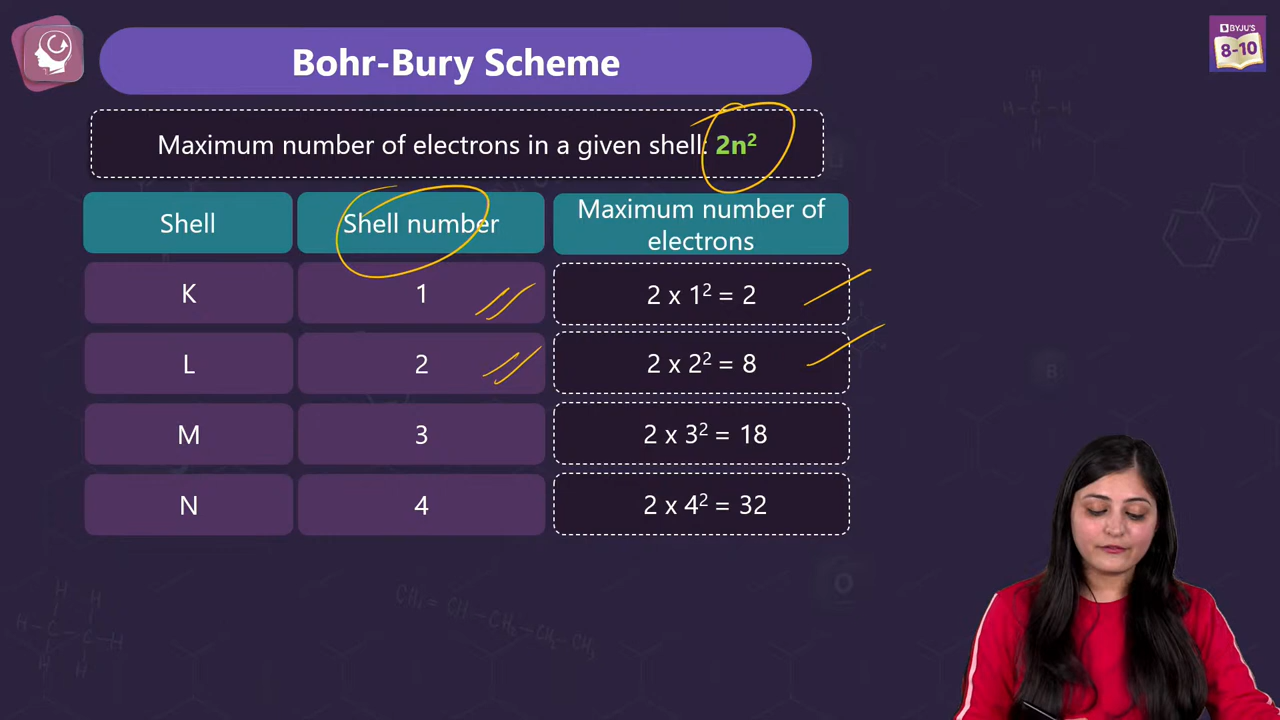 Bohr-Bury Scheme
BYJU'S
8-10
Maximum number of electrons in a given shell: 2n²
Shell
Shell number
Maximum number of
electrons
K
1
2 x 1² = 2
L
2
2 x 2² = 8
M
3
2 x 3² = 18
N
4
2 x 4² = 32